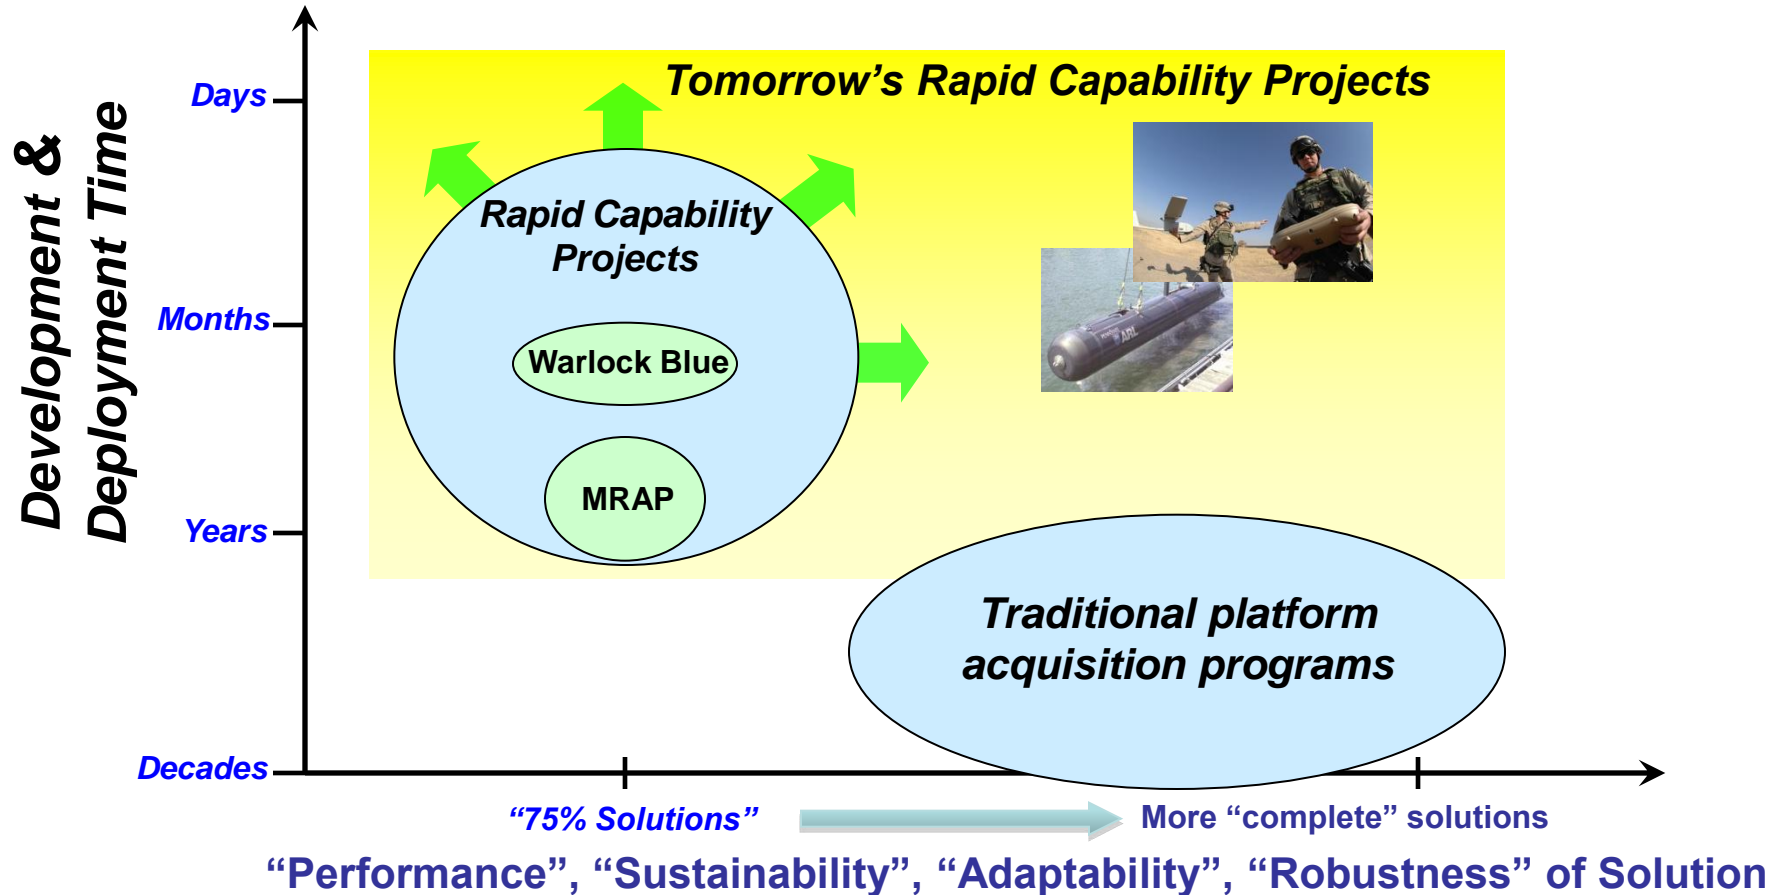 Development &
Deployment Time
Days
Months
Years
Decades
Tomorrow’s Rapid Capability Projects
Rapid Capability
Projects
Warlock Blue
MRAP
ARL
Traditional platform
acquisition programs
“75% Solutions”
More “complete” solutions
“Performance”, “Sustainability”, “Adaptability”, “Robustness” of Solution